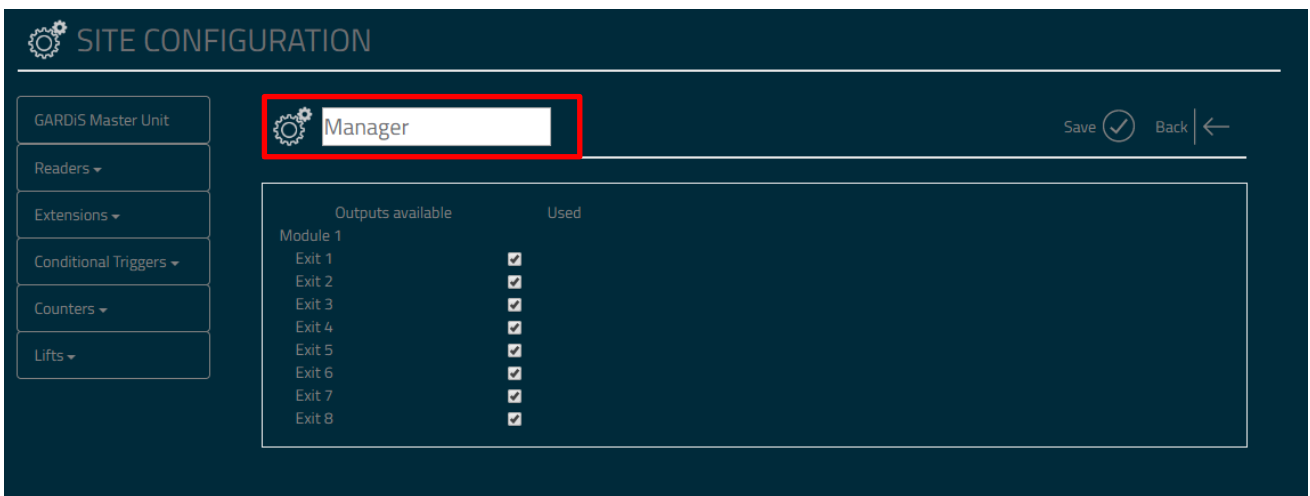 SITE CONFIGURATION
GARDiS Master Unit
Readers
Extensions
Conditional Triggers
Counters
Lifts
Manager
Save Back
Outputs available Used
Module 1
Exit 1
Exit 2
Exit 3
Exit 4
Exit 5
Exit 6
Exit 7
Exit 8